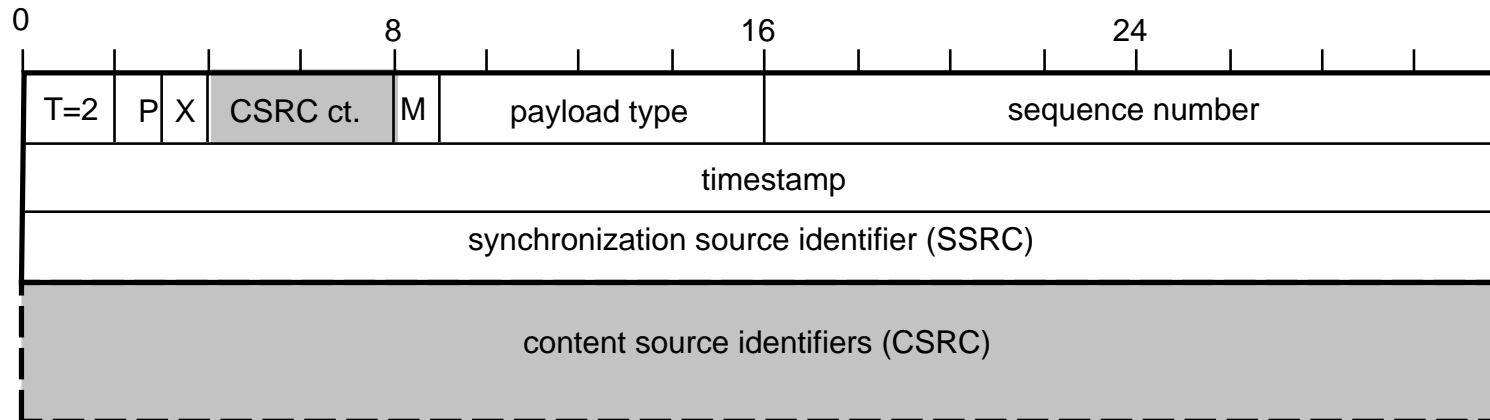 0 8 16 24
T=2 P X CSRC ct. M payload type sequence number
timestamp
synchronization source identifier (SSRC)
content source identifiers (CSRC)